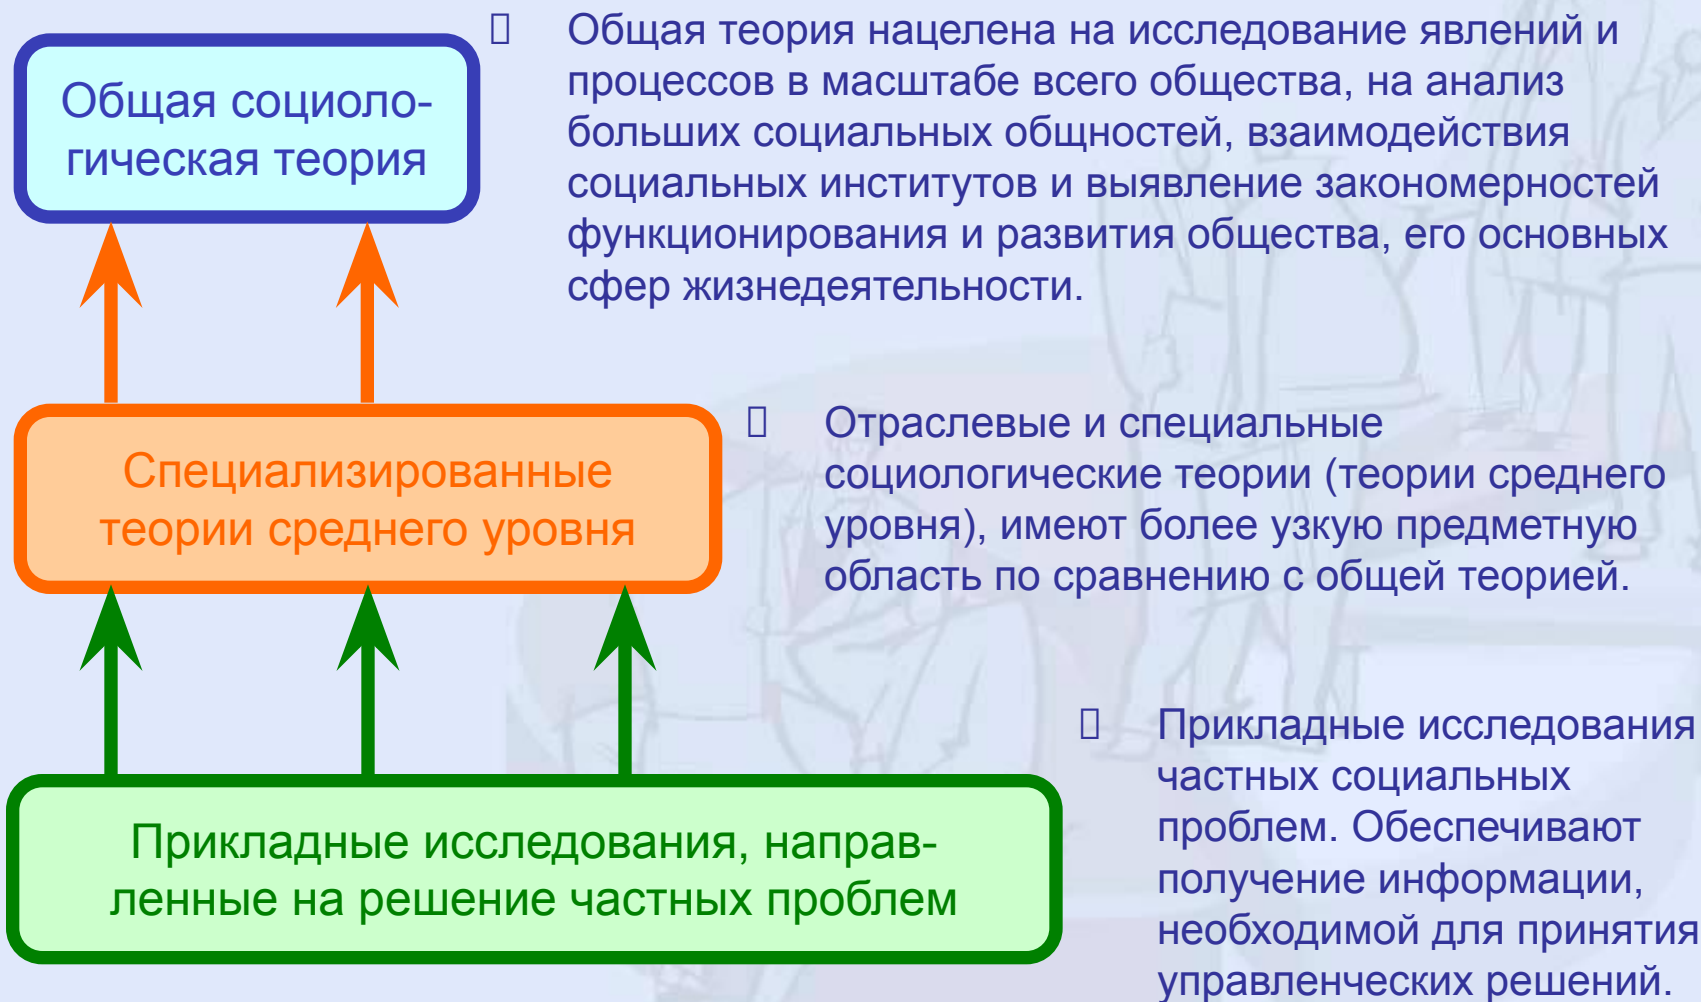 Общая социоло-
гическая теория
Общая теория нацелена на исследование явлений и
процессов в масштабе всего общества, на анализ
больших социальных общностей, взаимодействия
социальных институтов и выявление закономерностей
функционирования и развития общества, его основных
сфер жизнедеятельности.
Специализированные
теории среднего уровня
Отраслевые и специальные
социологические теории (теории среднего
уровня), имеют более узкую предметную
область по сравнению с общей теорией.
Прикладные исследования, направ-
ленные на решение частных проблем
Прикладные исследования
частных социальных
проблем. Обеспечивают
получение информации,
необходимой для принятия
управленческих решений.